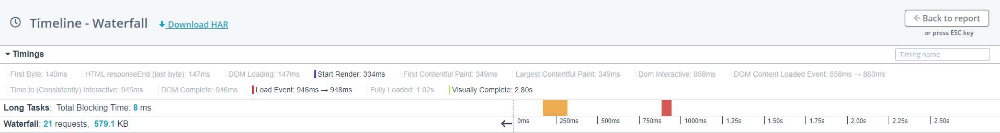 Timeline - Waterfall Download HAR
← Back to report
or press ESC key
Timings Timing name
First Byte: 140ms HTML responseEnd (last byte): 147ms DOM Loading: 147ms Start Render: 334ms First Contentful Paint: 349ms Largest Contentful Paint: 349ms Dom Interactive: 858ms DOM Content Loaded Event: 858ms → 863ms
Time to (Consistently) Interactive: 945ms DOM Complete: 946ms Load Event: 946ms → 948ms Fully Loaded: 1.02s Visually Complete: 2.80s
Long Tasks: Total Blocking Time: 8 ms
Waterfall: 21 requests, 579.1 KB 0ms 250ms 500ms 750ms 1000ms 1.25s 1.50s 1.75s 2.00s 2.25s 2.50s